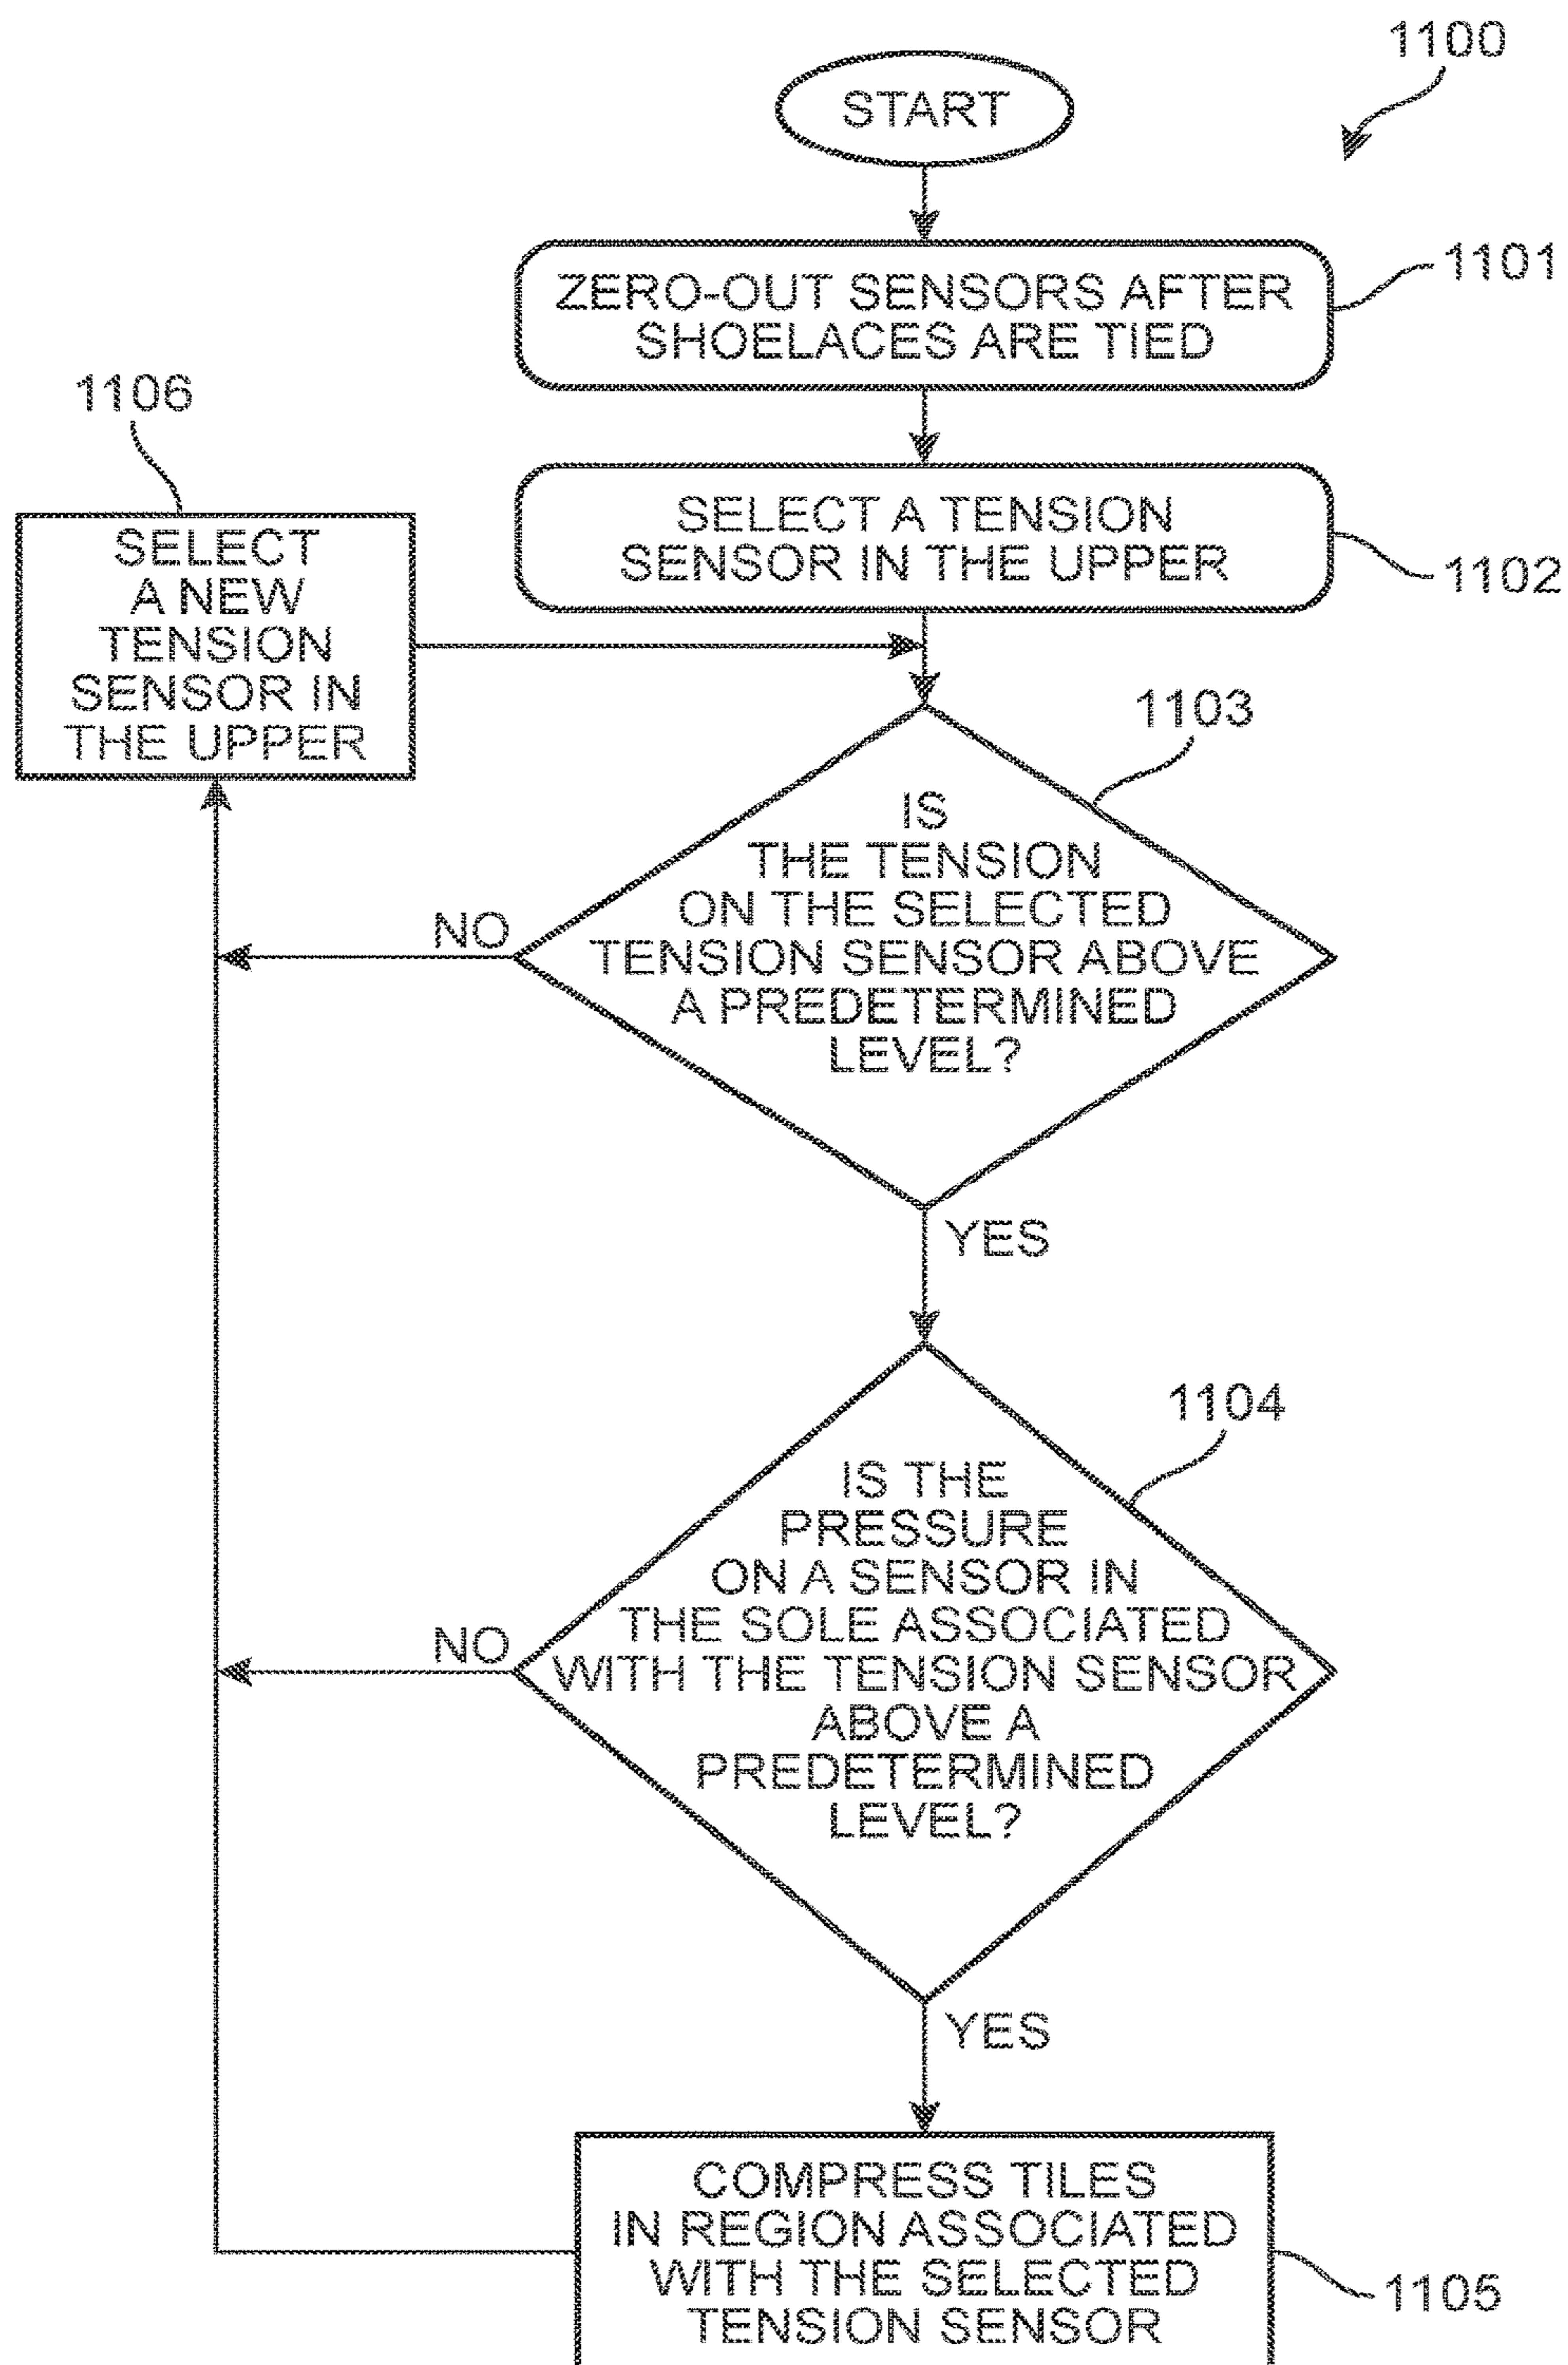 1100
START
ZERO-OUT SENSORS AFTER
SHOELACES ARE TIED
1101
1106
SELECT A TENSION
SENSOR IN THE UPPER
1102
SELECT
A NEW
TENSION
SENSOR IN
THE UPPER
1103
IS
THE TENSION
ON THE SELECTED
TENSION SENSOR ABOVE
A PREDETERMINED
LEVEL?
NO
YES
1104
IS THE
PRESSURE
ON A SENSOR IN
THE SOLE ASSOCIATED
WITH THE TENSION SENSOR
ABOVE A
PREDETERMINED
LEVEL?
NO
YES
COMPRESS TILES
IN REGION ASSOCIATED
WITH THE SELECTED
TENSION SENSOR
1105